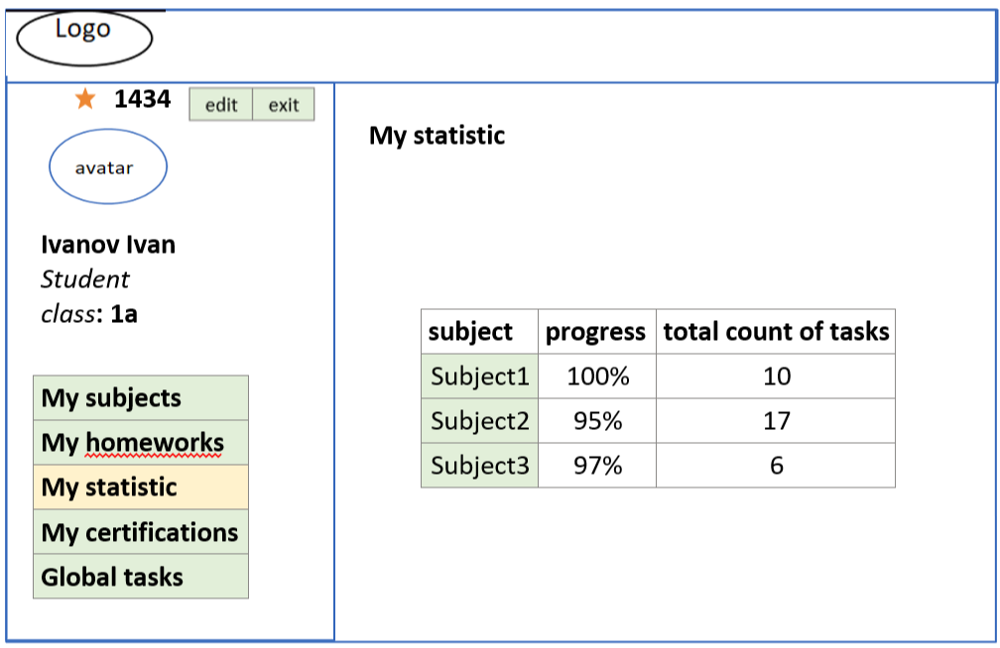 Logo
1434 edit exit
avatar
Ivanov Ivan
Student
class: 1a
My subjects
My homeworks
My statistic
My certifications
Global tasks
My statistic
subject progress total count of tasks
Subject1 100% 10
Subject2 95% 17
Subject3 97% 6